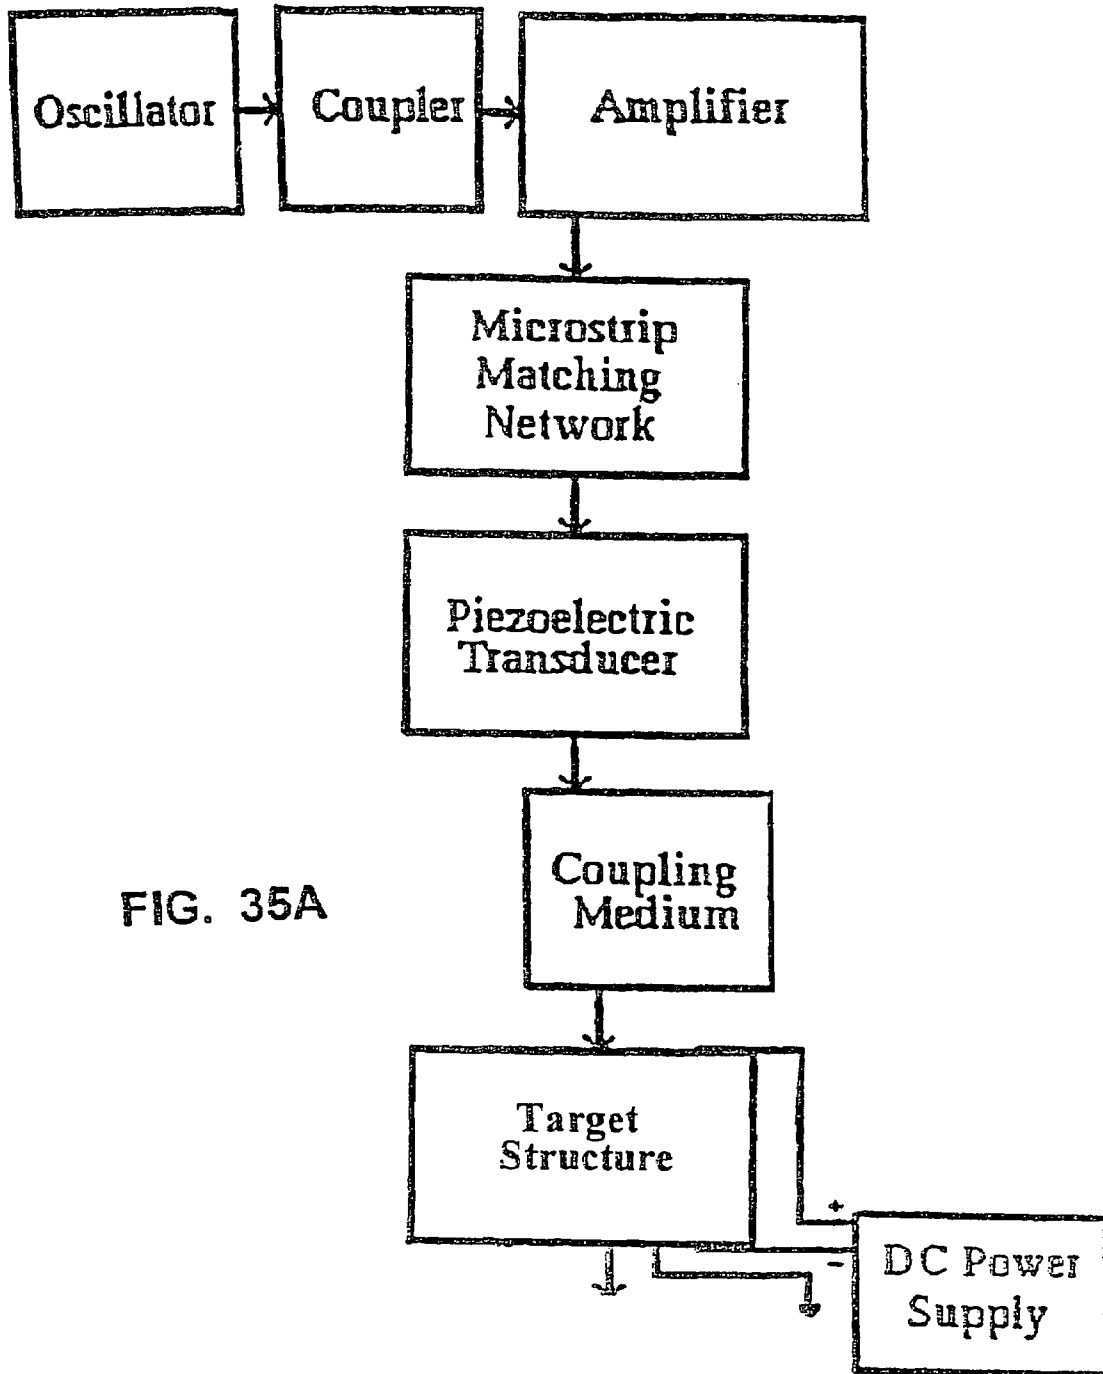 Oscillator
Coupler
Amplifier
Microstrip
Matching
Network
Piezoelectric
Transducer
Coupling
Medium
FIG. 35A
Target
Structure
+
-
DC Power
Supply